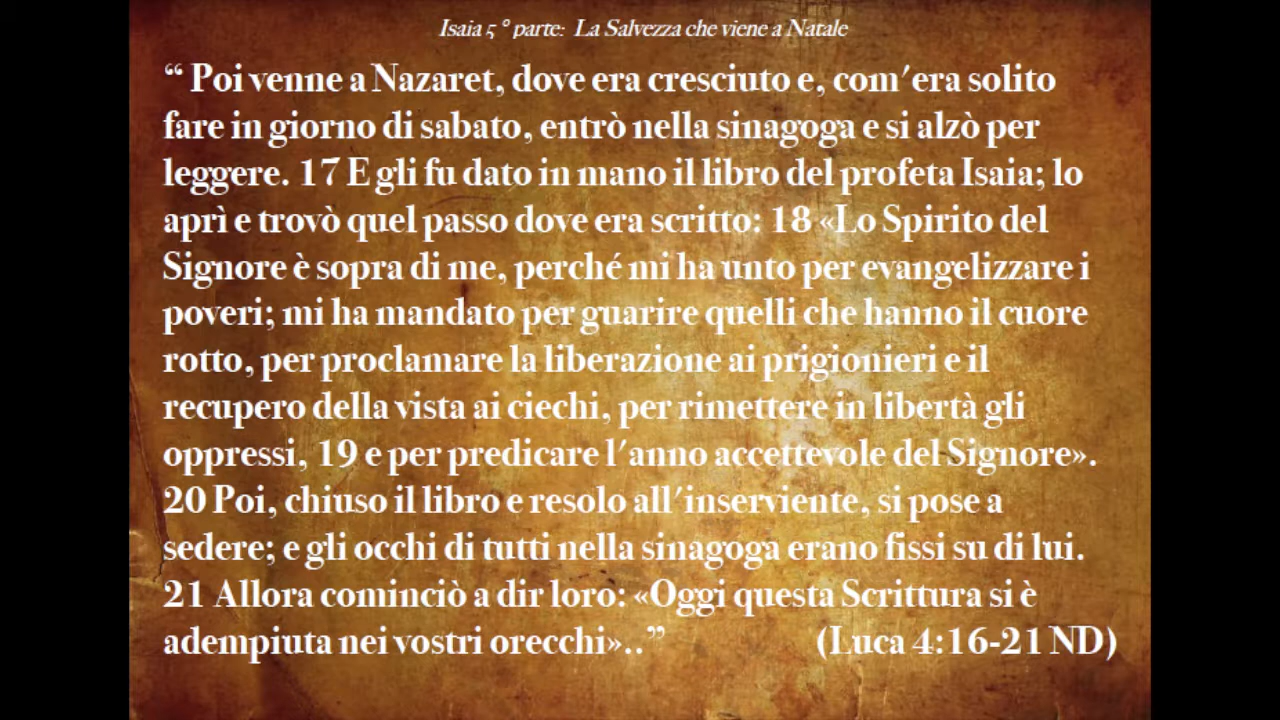 Isaia 5 ° parte: La Salvezza che viene a Natale
“ Poi venne a Nazaret, dove era cresciuto e, com'era solito
fare in giorno di sabato, entrò nella sinagoga e si alzò per
leggere. 17 E gli fu dato in mano il libro del profeta Isaia; lo
aprì e trovò quel passo dove era scritto: 18 «Lo Spirito del
Signore è sopra di me, perché mi ha unto per evangelizzare i
poveri; mi ha mandato per guarire quelli che hanno il cuore
rotto, per proclamare la liberazione ai prigionieri e il
recupero della vista ai ciechi, per rimettere in libertà gli
oppressi, 19 e per predicare l'anno accettevole del Signore».
20 Poi, chiuso il libro e resolo all'inserviente, si pose a
sedere; e gli occhi di tutti nella sinagoga erano fissi su di lui.
21 Allora cominciò a dir loro: «Oggi questa Scrittura si è
adempiuta nei vostri orecchi»..” (Luca 4:16-21 ND)